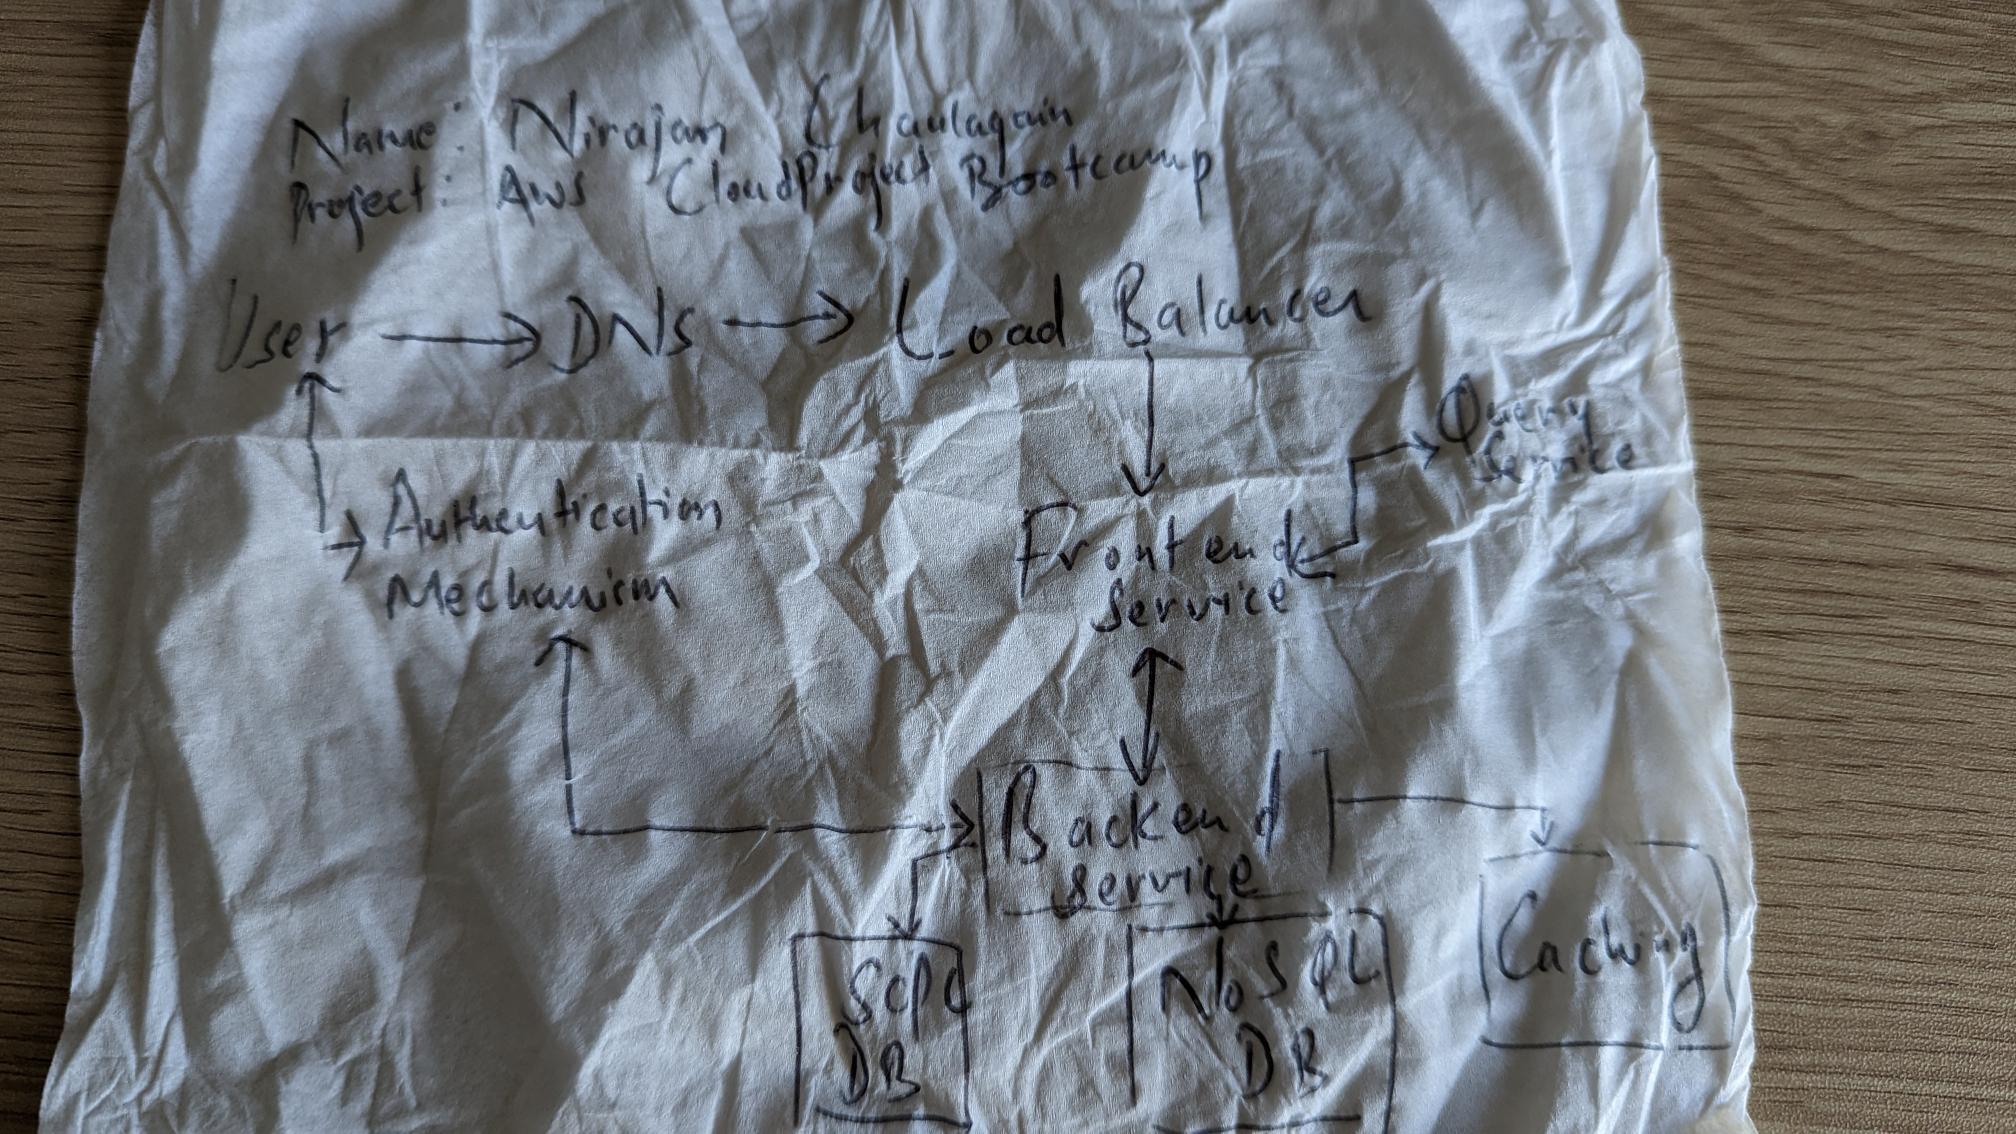 Name: Nirajan Chaulagain
Project: Aws CloudProject Bootcamp
User DNS Load Balancer
Query
Service
Authentication
Mechanism
Frontend
Service
Backend
service
SQL
DB
NoSQL
DB
Caching